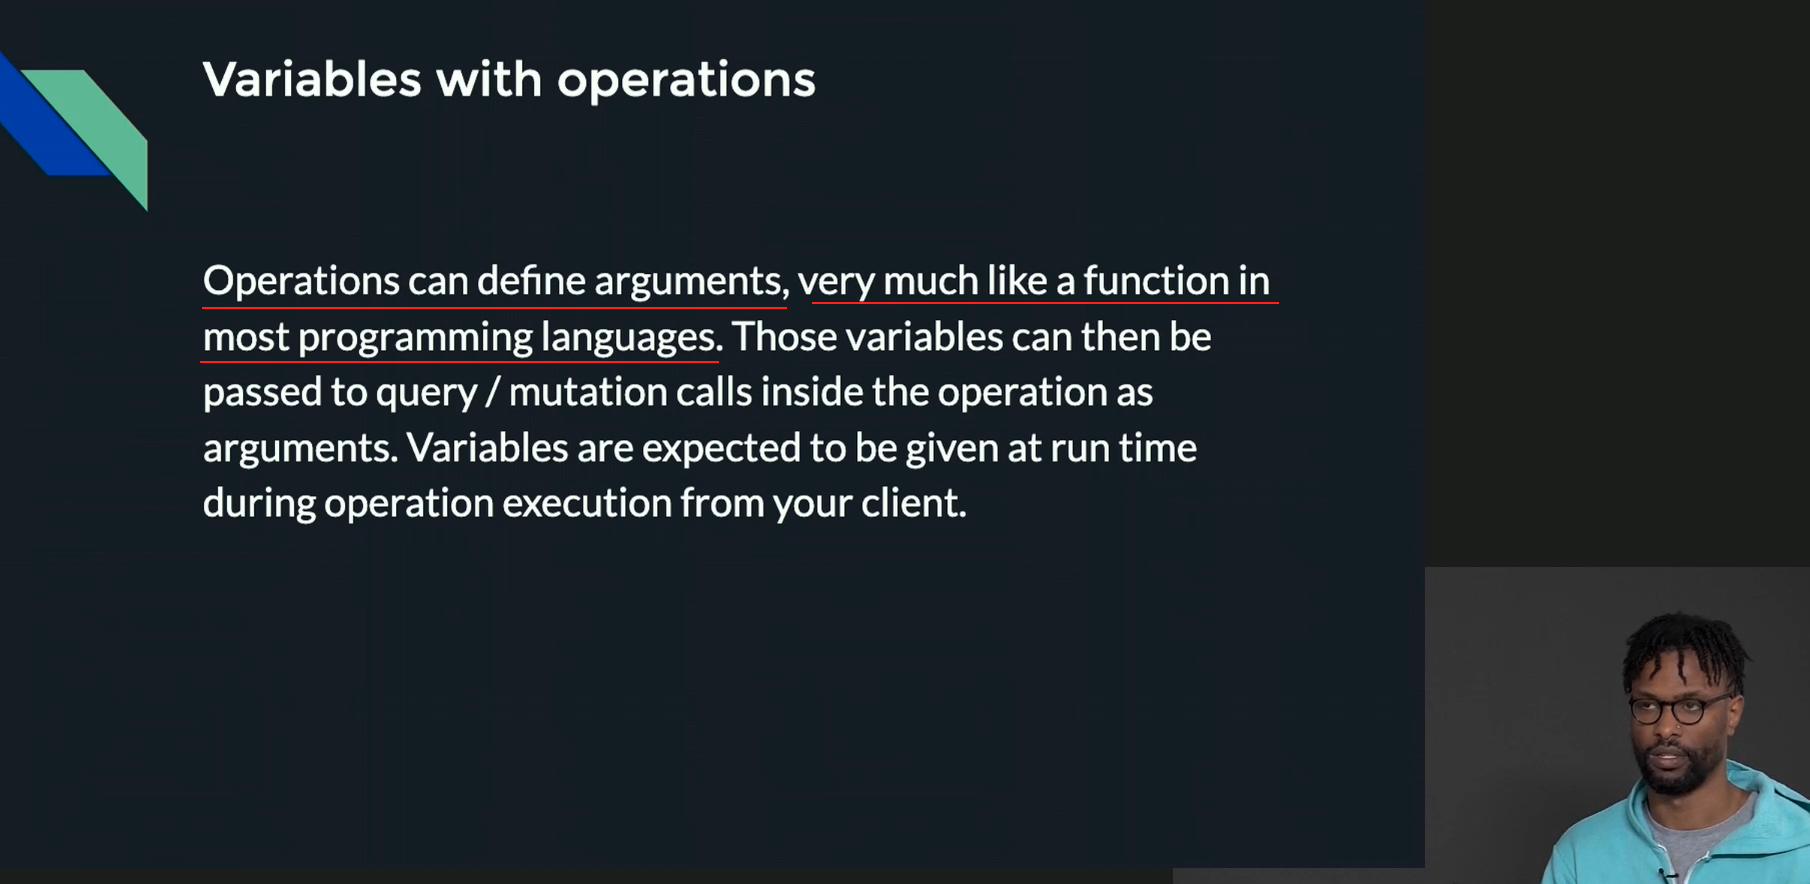 Variables with operations
Operations can define arguments, very much like a function in
most programming languages. Those variables can then be
passed to query / mutation calls inside the operation as
arguments. Variables are expected to be given at run time
during operation execution from your client.